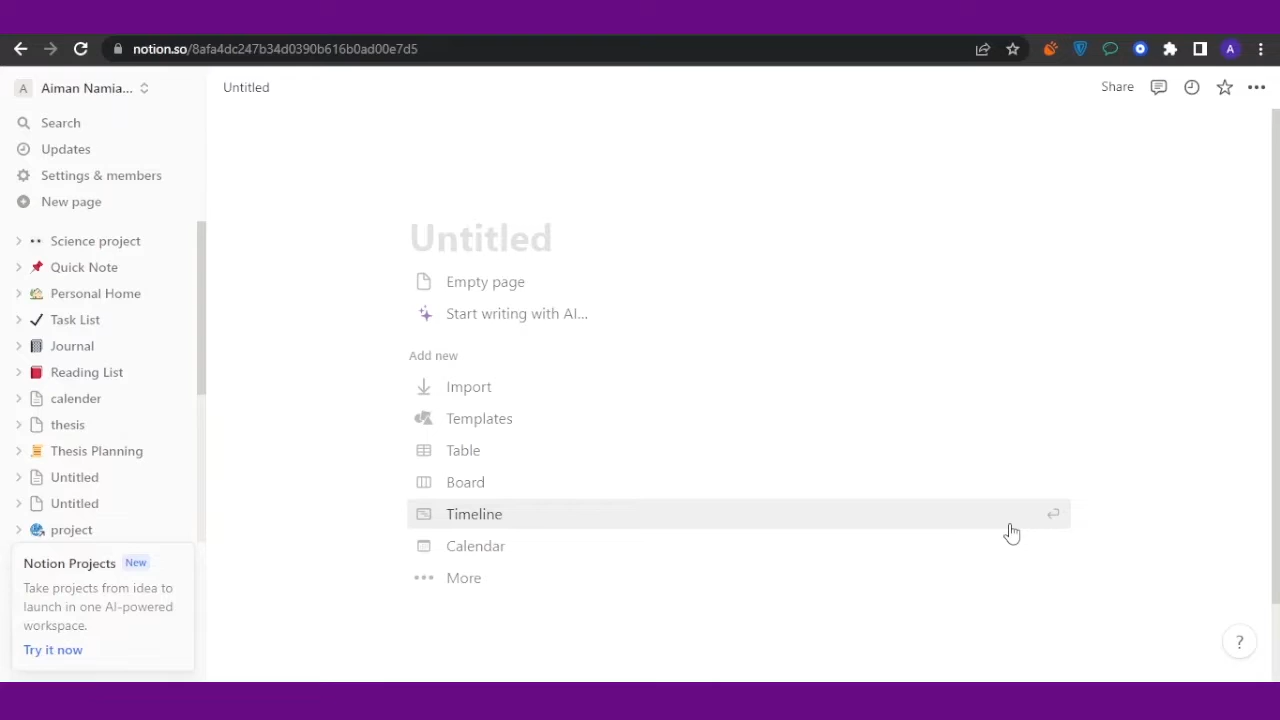 notion.so/8afa4dc247b34d0390b616b0ad00e7d5
A
A Aiman Namia...
Search
Updates
Settings & members
New page
Science project
Quick Note
Personal Home
Task List
Journal
Reading List
calender
thesis
Thesis Planning
Untitled
Untitled
project
Notion Projects New
Take projects from idea to
launch in one AI-powered
workspace.
Try it now
Untitled
Share
Untitled
Empty page
Start writing with AI...
Add new
Import
Templates
Table
Board
Timeline
Calendar
More
?